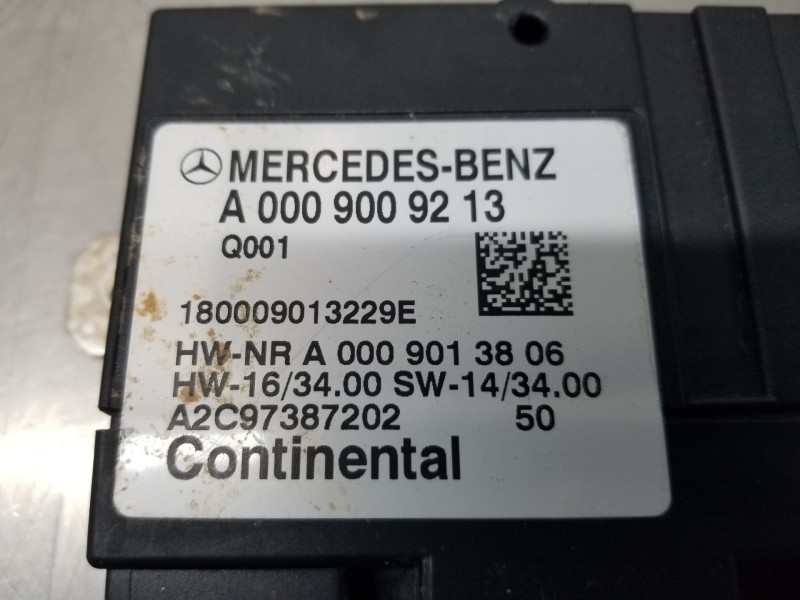 MERCEDES-BENZ
A 000 900 92 13
Q001
180009013229E
HW-NR A 000 901 38 06
HW-16/34.00 SW-14/34.00
A2C97387202 50
Continental